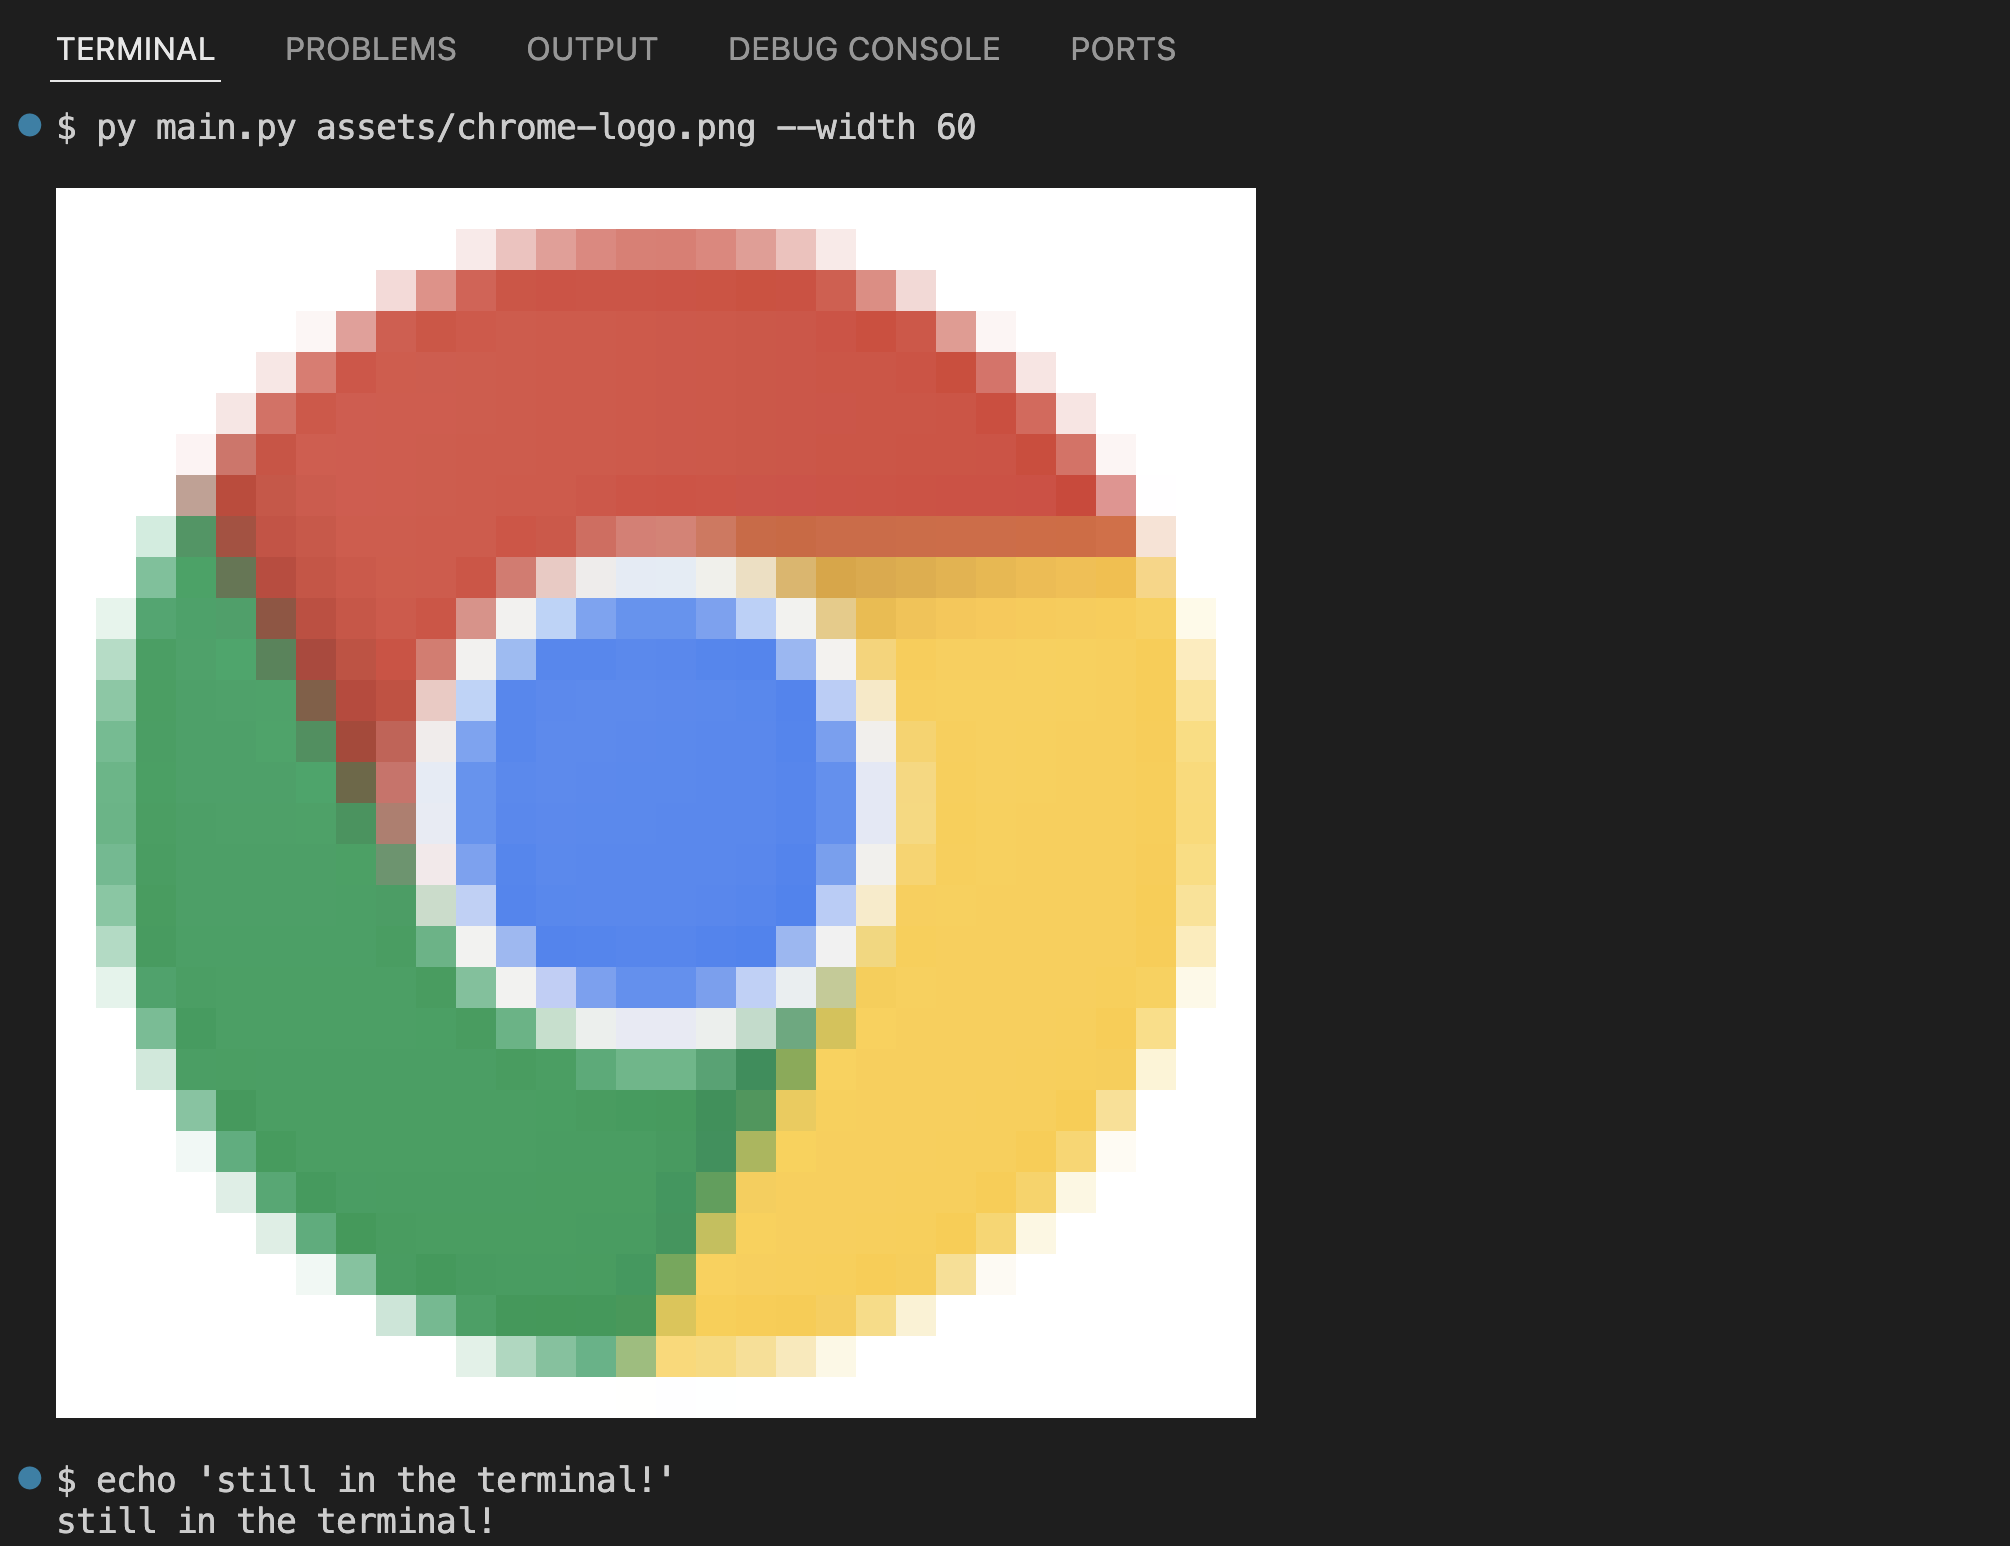 TERMINAL PROBLEMS OUTPUT DEBUG CONSOLE PORTS
$ py main.py assets/chrome-logo.png --width 60
$ echo 'still in the terminal!'
still in the terminal!